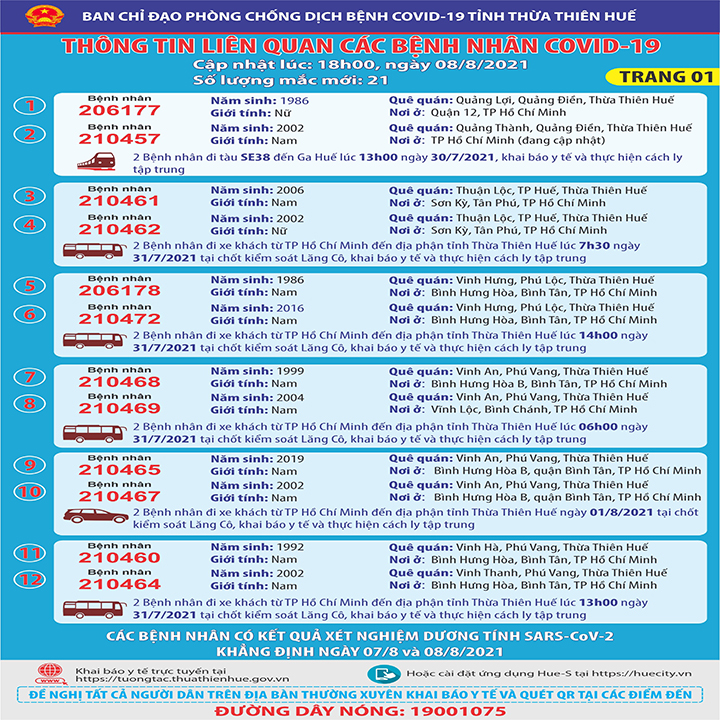 BAN CHỈ ĐẠO PHÒNG CHỐNG DỊCH BỆNH COVID-19 TỈNH THỪA THIÊN HUẾ
THÔNG TIN LIÊN QUAN CÁC BỆNH NHÂN COVID-19
Cập nhật lúc: 18h00, ngày 08/8/2021
Số lượng mắc mới: 21
TRANG 01
1 Bệnh nhân 206177 Năm sinh: 1986 Quê quán: Quảng Lợi, Quảng Điền, Thừa Thiên Huế
Giới tính: Nữ Nơi ở: Quận 12, TP Hồ Chí Minh
2 Bệnh nhân 210457 Năm sinh: 2002 Quê quán: Quảng Thành, Quảng Điền, Thừa Thiên Huế
Giới tính: Nam Nơi ở: TP Hồ Chí Minh (đang cập nhật)
2 Bệnh nhân đi tàu SE38 đến Ga Huế lúc 13h00 ngày 30/7/2021, khai báo y tế và thực hiện cách ly
tập trung
3 Bệnh nhân 210461 Năm sinh: 2006 Quê quán: Thuận Lộc, TP Huế, Thừa Thiên Huế
Giới tính: Nam Nơi ở: Sơn Kỳ, Tân Phú, TP Hồ Chí Minh
4 Bệnh nhân 210462 Năm sinh: 2002 Quê quán: Thuận Lộc, TP Huế, Thừa Thiên Huế
Giới tính: Nữ Nơi ở: Sơn Kỳ, Tân Phú, TP Hồ Chí Minh
2 Bệnh nhân đi xe khách từ TP Hồ Chí Minh đến địa phận tỉnh Thừa Thiên Huế lúc 7h30 ngày
31/7/2021 tại chốt kiểm soát Lăng Cô, khai báo y tế và thực hiện cách ly tập trung
5 Bệnh nhân 206178 Năm sinh: 1986 Quê quán: Vinh Hưng, Phú Lộc, Thừa Thiên Huế
Giới tính: Nam Nơi ở: Bình Hưng Hòa, Bình Tân, TP Hồ Chí Minh
6 Bệnh nhân 210472 Năm sinh: 2016 Quê quán: Vinh Hưng, Phú Lộc, Thừa Thiên Huế
Giới tính: Nam Nơi ở: Bình Hưng Hòa, Bình Tân, TP Hồ Chí Minh
2 Bệnh nhân đi xe khách từ TP Hồ Chí Minh đến địa phận tỉnh Thừa Thiên Huế lúc 14h00 ngày
31/7/2021 tại chốt kiểm soát Lăng Cô, khai báo y tế và thực hiện cách ly tập trung
7 Bệnh nhân 210468 Năm sinh: 1999 Quê quán: Vinh An, Phú Vang, Thừa Thiên Huế
Giới tính: Nam Nơi ở: Bình Hưng Hòa B, Bình Tân, TP Hồ Chí Minh
8 Bệnh nhân 210469 Năm sinh: 2004 Quê quán: Vinh An, Phú Vang, Thừa Thiên Huế
Giới tính: Nam Nơi ở: Vĩnh Lộc, Bình Chánh, TP Hồ Chí Minh
2 Bệnh nhân đi xe khách từ TP Hồ Chí Minh đến địa phận tỉnh Thừa Thiên Huế lúc 06h00 ngày
31/7/2021 tại chốt kiểm soát Lăng Cô, khai báo y tế và thực hiện cách ly tập trung
9 Bệnh nhân 210465 Năm sinh: 2019 Quê quán: Vinh An, Phú Vang, Thừa Thiên Huế
Giới tính: Nam Nơi ở: Bình Hưng Hòa B, quận Bình Tân, TP Hồ Chí Minh
10 Bệnh nhân 210467 Năm sinh: 2002 Quê quán: Vinh An, Phú Vang, Thừa Thiên Huế
Giới tính: Nam Nơi ở: Bình Hưng Hòa B, quận Bình Tân, TP Hồ Chí Minh
2 Bệnh nhân đi xe khách từ TP Hồ Chí Minh đến địa phận tỉnh Thừa Thiên Huế ngày 01/8/2021 tại chốt
kiểm soát Lăng Cô, khai báo y tế và thực hiện cách ly tập trung
11 Bệnh nhân 210460 Năm sinh: 1992 Quê quán: Vinh Hà, Phú Vang, Thừa Thiên Huế
Giới tính: Nam Nơi ở: Bình Hưng Hòa, Bình Tân, TP Hồ Chí Minh
12 Bệnh nhân 210464 Năm sinh: 2002 Quê quán: Vinh Thanh, Phú Vang, Thừa Thiên Huế
Giới tính: Nam Nơi ở: Bình Hưng Hòa, Bình Tân, TP Hồ Chí Minh
2 Bệnh nhân đi xe khách từ TP Hồ Chí Minh đến địa phận tỉnh Thừa Thiên Huế lúc 13h00 ngày
31/7/2021 tại chốt kiểm soát Lăng Cô, khai báo y tế và thực hiện cách ly tập trung
CÁC BỆNH NHÂN CÓ KẾT QUẢ XÉT NGHIỆM DƯƠNG TÍNH SARS-CoV-2
KHẲNG ĐỊNH NGÀY 07/8 và 08/8/2021
Khai báo y tế trực tuyến tại
https://tuongtac.thuathienhue.gov.vn
Hoặc cài đặt ứng dụng Hue-S tại https://huecity.vn
ĐỀ NGHỊ TẤT CẢ NGƯỜI DÂN TRÊN ĐỊA BÀN THƯỜNG XUYÊN KHAI BÁO Y TẾ VÀ QUÉT QR TẠI CÁC ĐIỂM ĐẾN
ĐƯỜNG DÂY NÓNG: 19001075